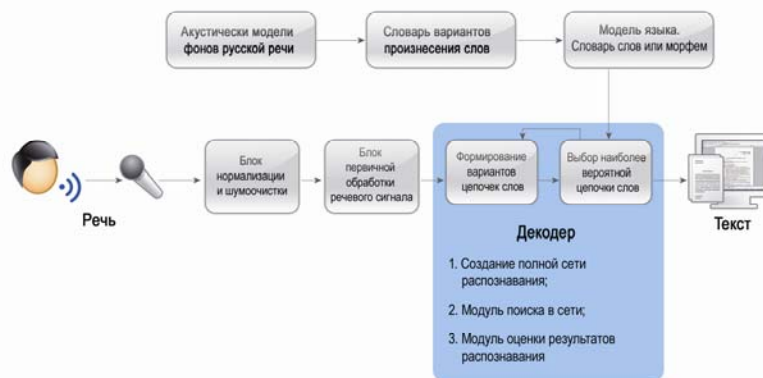 Акустически модели
фонов русской речи
Словарь вариантов
произнесения слов
Модель языка.
Словарь слов или морфем
Речь
Блок
нормализации
и шумоочистки
Блок
первичной
обработки
речевого сигнала
Формирование
вариантов
цепочек слов
Выбор наиболее
вероятной
цепочки слов
Текст
Декодер
1. Создание полной сети
распознавания;
2. Модуль поиска в сети;
3. Модуль оценки результатов
распознавания